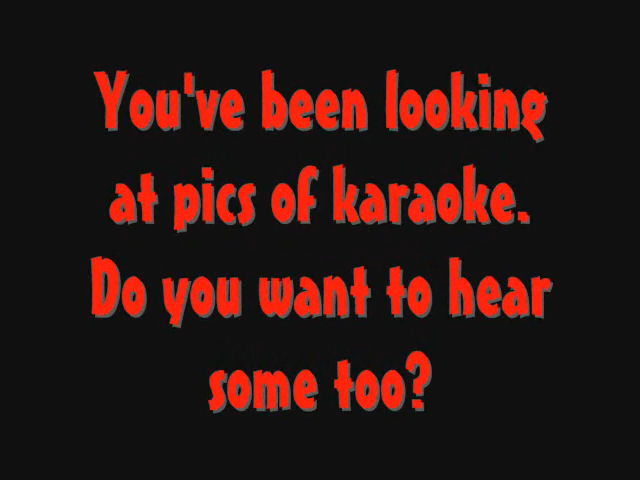 You've been looking
at pics of karaoke.
Do you want to hear
some too?